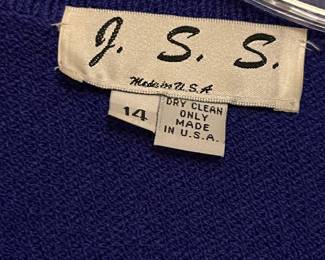 J. S. S.
Made in U.S.A
14
DRY CLEAN
ONLY
MADE
IN U.S.A.